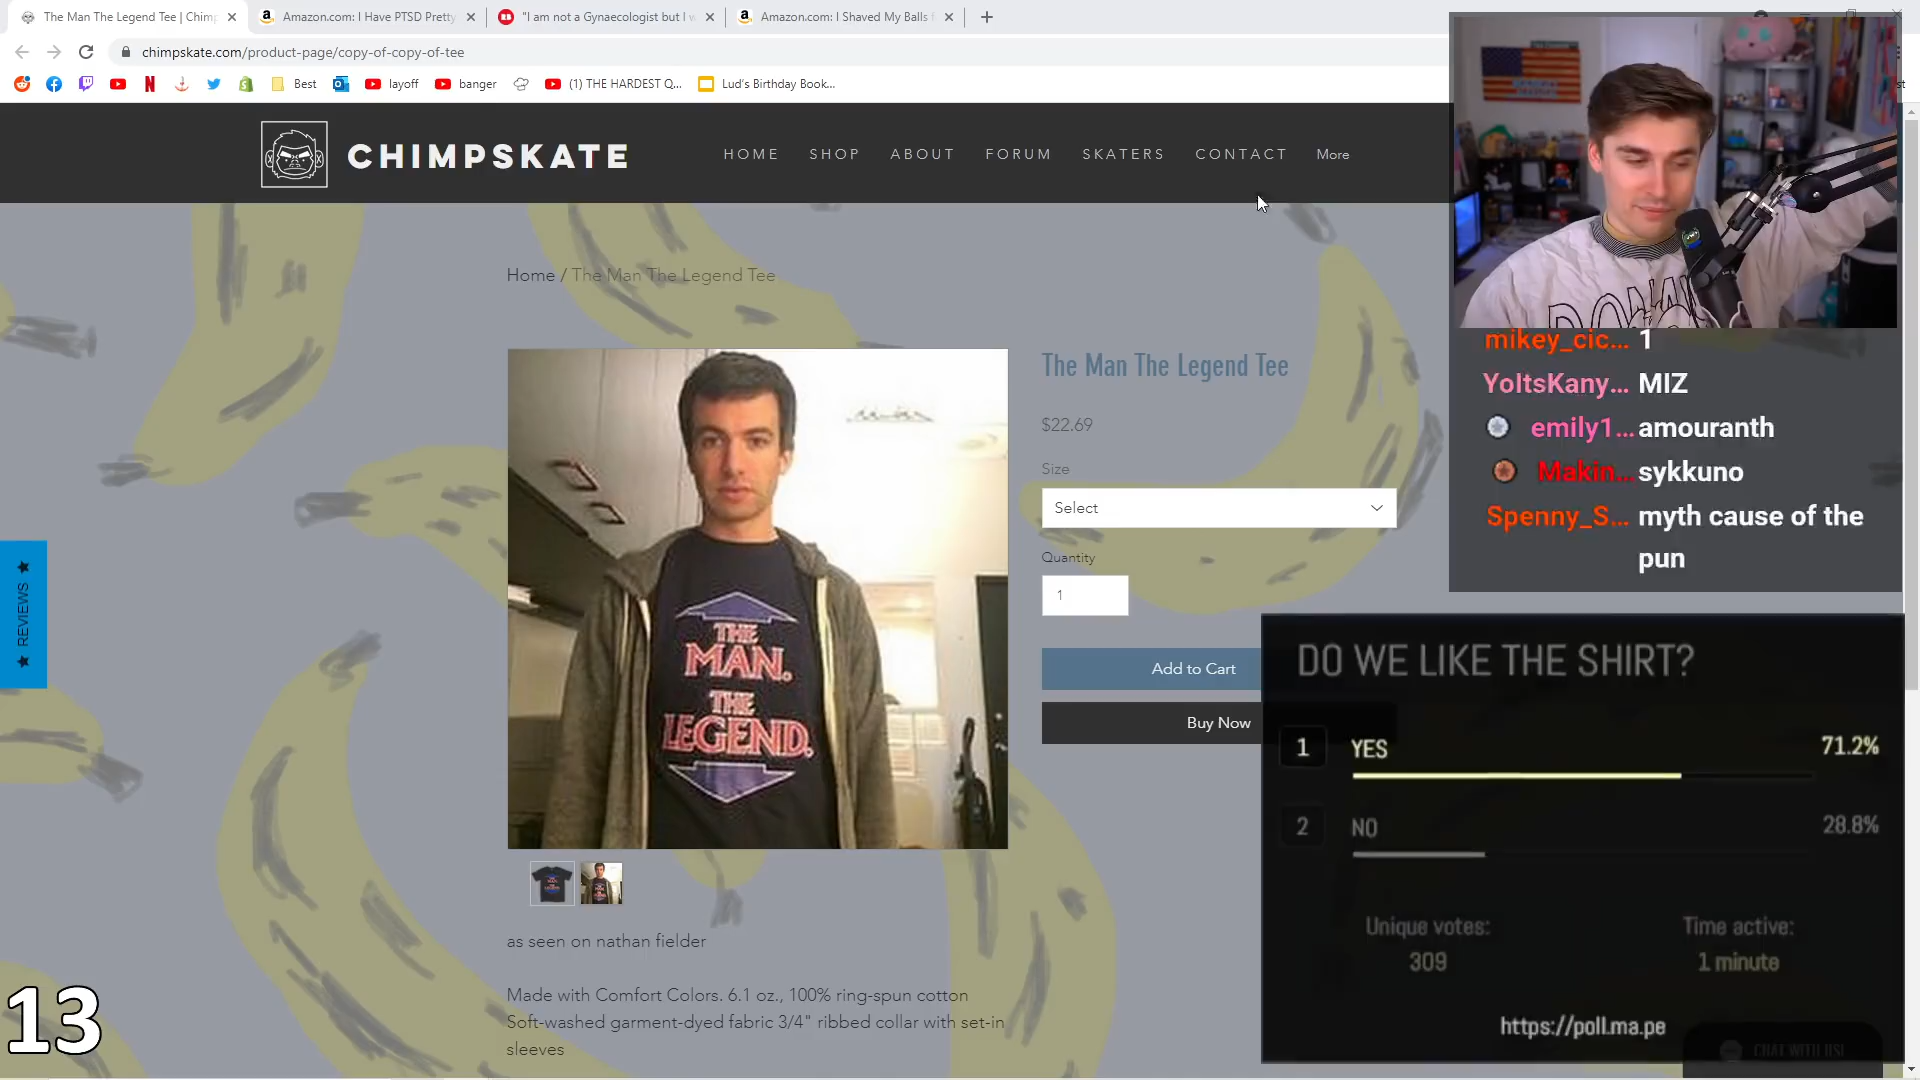 The Man The Legend Tee | Chimp
Amazon.com: I Have PTSD Pretty
"I am not a Gynaecologist but I w
Amazon.com: I Shaved My Balls f
chimpskate.com/product-page/copy-of-copy-of-tee
Best
layoff
banger
(1) THE HARDEST Q...
Lud's Birthday Book...
CHIMPSKATE
HOME
SHOP
ABOUT
FORUM
SKATERS
CONTACT
More
Home / The Man The Legend Tee
The Man The Legend Tee
$22.69
Size
Select
Quantity
1
Add to Cart
Buy Now
THE
MAN.
THE
LEGEND.
REVIEWS
as seen on nathan fielder
Made with Comfort Colors. 6.1 oz., 100% ring-spun cotton
Soft-washed garment-dyed fabric 3/4" ribbed collar with set-in
sleeves
13
mikey_cic... 1
YoItsKany... MIZ
emily1... amouranth
Makin... sykkuno
Spenny_S... myth cause of the
pun
DO WE LIKE THE SHIRT?
1 YES 71.2%
2 NO 28.8%
Unique votes: Time active:
309 1 minute
https://poll.ma.pe
CHAT WITH US!